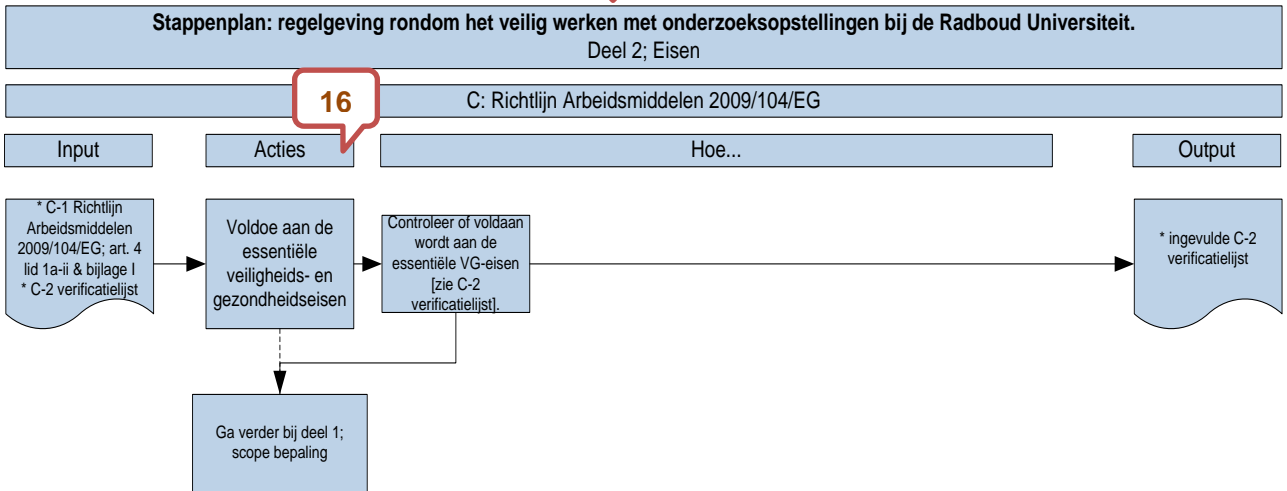 Stappenplan: regelgeving rondom het veilig werken met onderzoeksopstellingen bij de Radboud Universiteit.
Deel 2; Eisen
C: Richtlijn Arbeidsmiddelen 2009/104/EG
16
Input
Acties
Hoe...
Output
* C-1 Richtlijn
Arbeidsmiddelen
2009/104/EG; art. 4
lid 1a-ii & bijlage I
* C-2 verificatielijst
Voldoe aan de
essentiële
veiligheids- en
gezondheidseisen
Controleer of voldaan
wordt aan de
essentiële VG-eisen
[zie C-2
verificatielijst].
* ingevulde C-2
verificatielijst
Ga verder bij deel 1;
scope bepaling